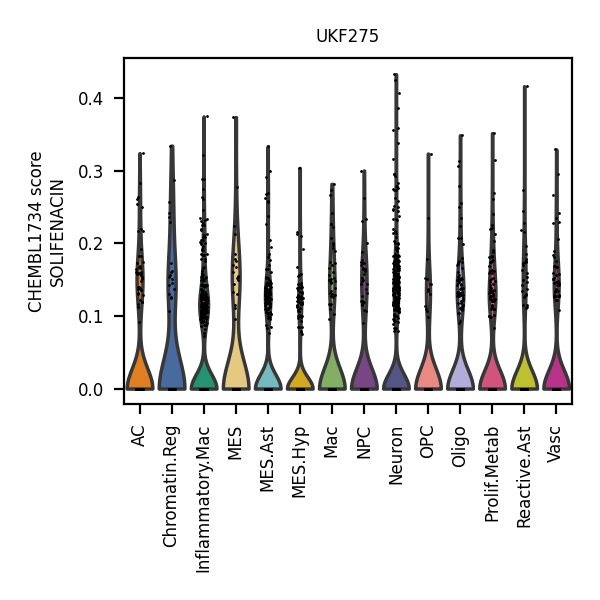 UKF275
CHEMBL1734 score
SOLIFENACIN
0.4
0.3
0.2
0.1
0.0
AC
Chromatin.Reg
Inflammatory.Mac
MES
MES.Ast
MES.Hyp
Mac
NPC
Neuron
OPC
Oligo
Prolif.Metab
Reactive.Ast
Vasc